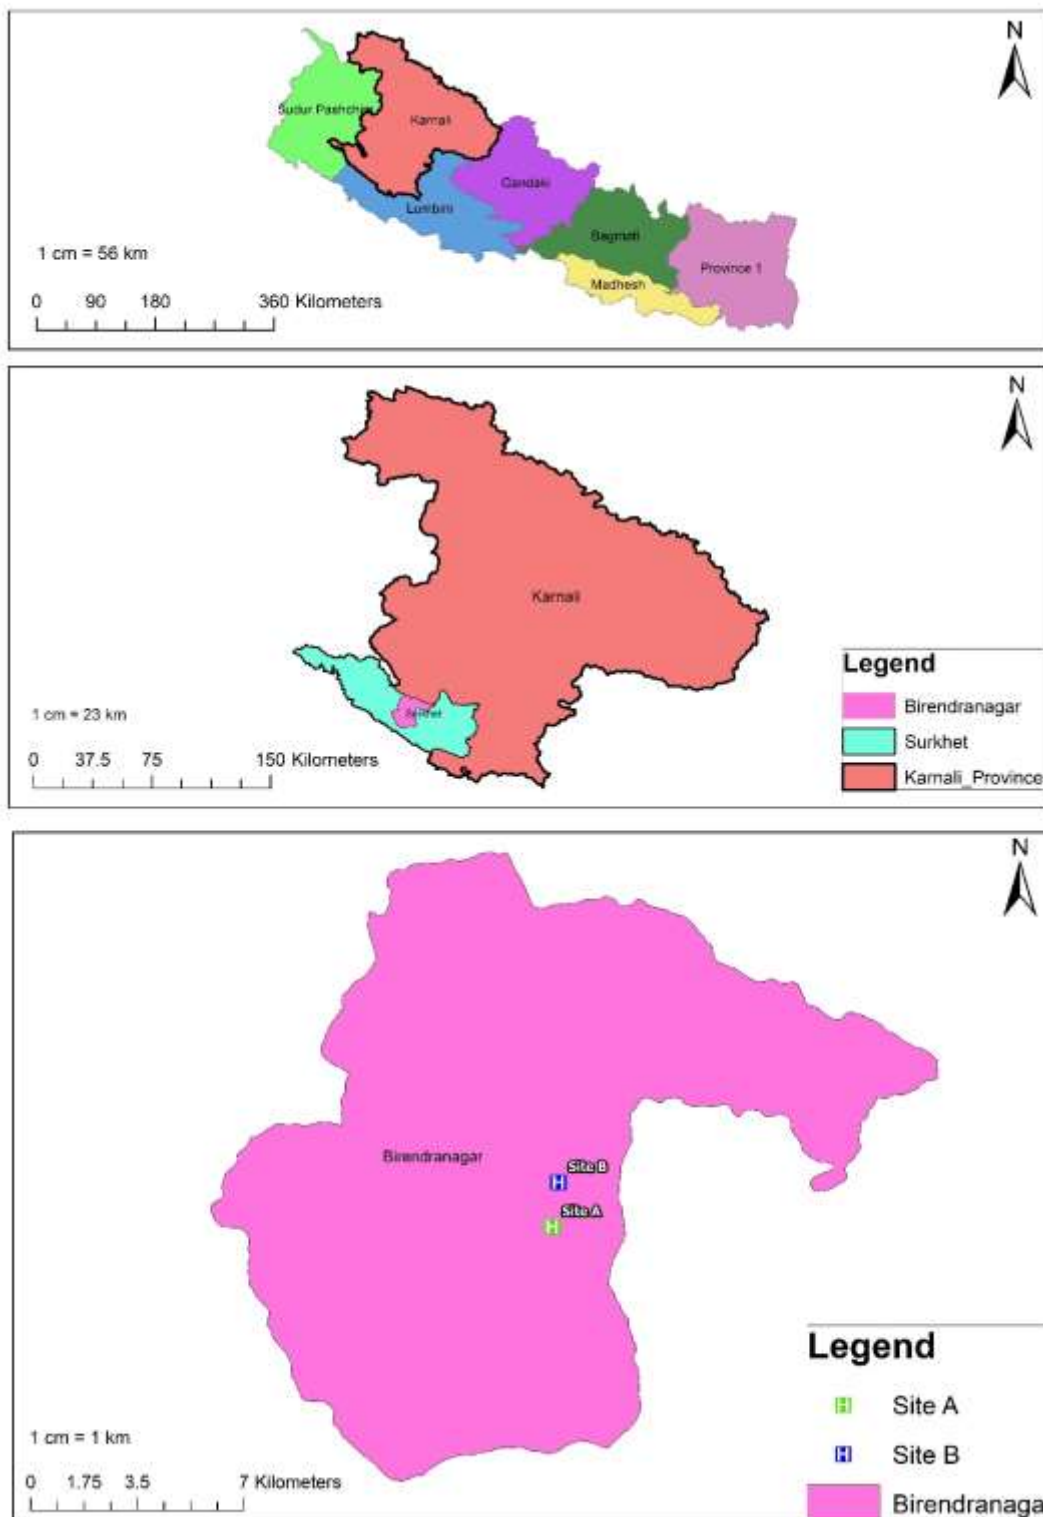 N
Sudur Pashchim
Karnali
Gandaki
Lumbini
Bagmati
Province 1
Madhesh
1 cm = 56 km
0 90 180 360 Kilometers
N
Karnali
Surkhet
1 cm = 23 km
0 37.5 75 150 Kilometers
Legend
Birendranagar
Surkhet
Karnali_Province
N
Birendranagar
Site B
H
Site A
H
1 cm = 1 km
0 1.75 3.5 7 Kilometers
Legend
H Site A
H Site B
Birendranaga